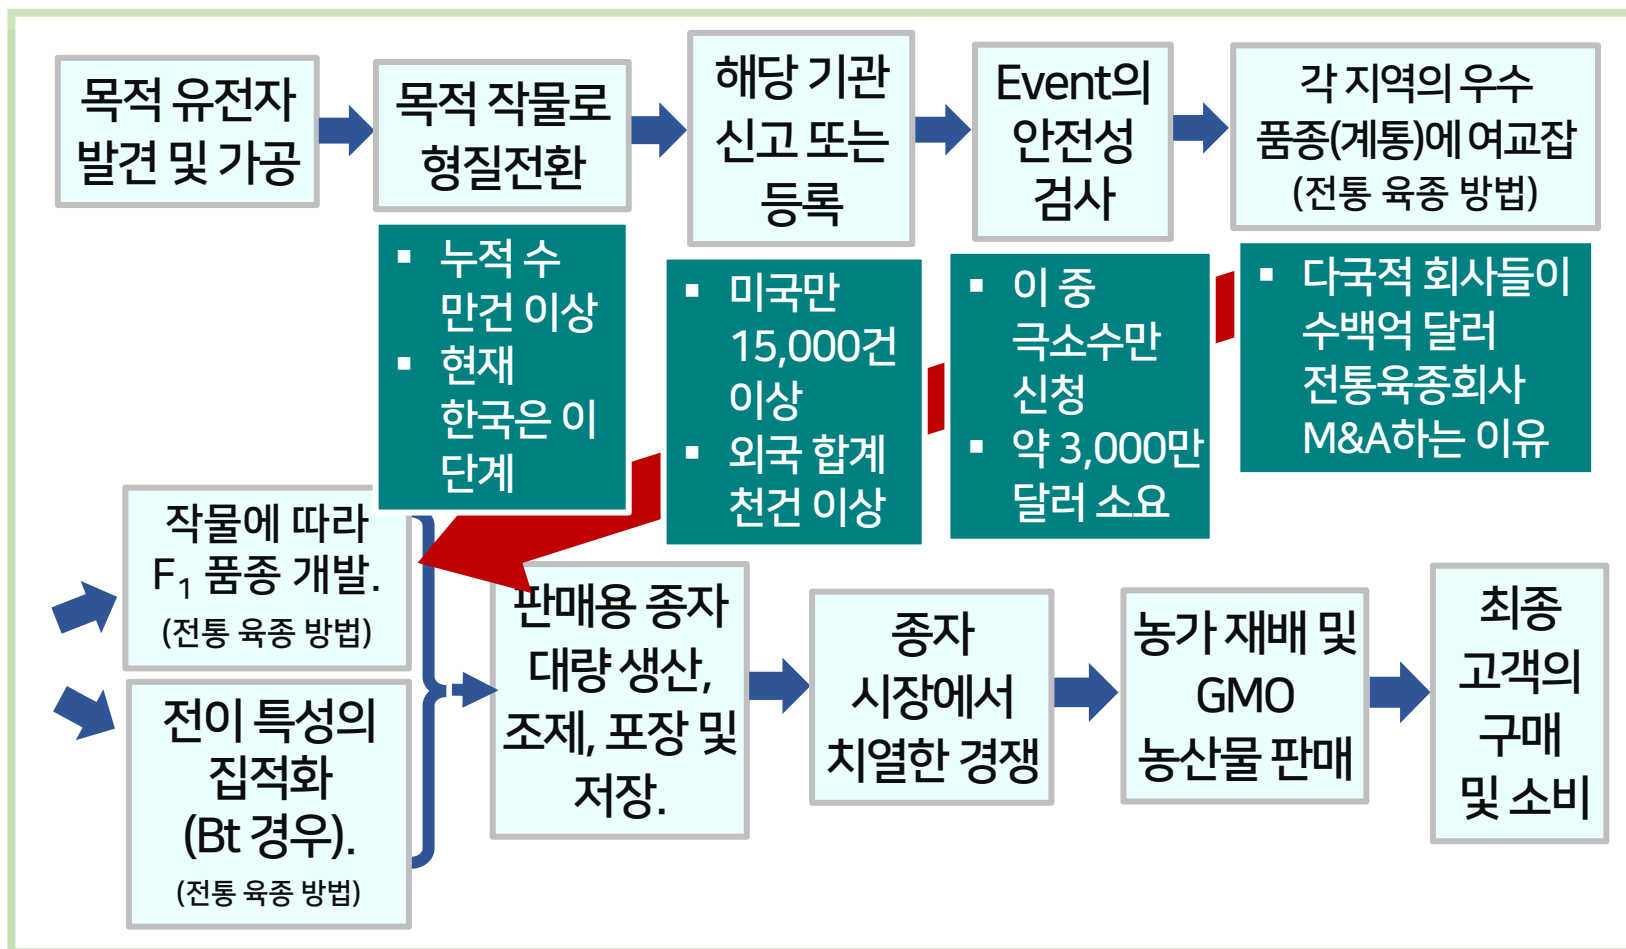 목적 유전자
발견 및 가공
목적 작물로
형질전환
해당 기관
신고 또는
등록
Event의
안전성
검사
각 지역의 우수
품종(계통)에 여교잡
(전통 육종 방법)
▪ 누적 수
만건 이상
▪ 현재
한국은 이
단계
▪ 미국만
15,000건
이상
▪ 외국 합계
천건 이상
▪ 이 중
극소수만
신청
▪ 약 3,000만
달러 소요
▪ 다국적 회사들이
수백억 달러
전통육종회사
M&A하는 이유
작물에 따라
F₁ 품종 개발.
(전통 육종 방법)
전이 특성의
집적화
(Bt 경우).
(전통 육종 방법)
판매용 종자
대량 생산,
조제, 포장 및
저장.
종자
시장에서
치열한 경쟁
농가 재배 및
GMO
농산물 판매
최종
고객의
구매
및 소비